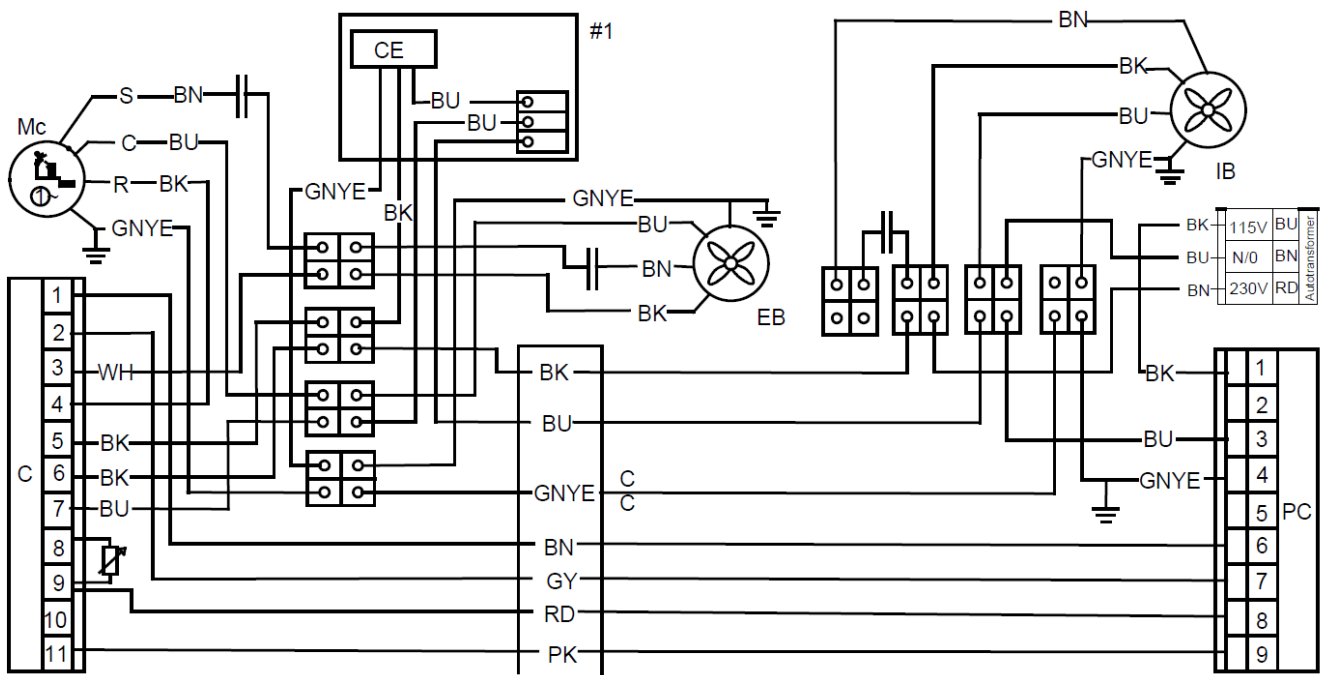 #1
CE
BU
BU
BN
BK
BU
GNYE
IB
Mc
S BN
C BU
R BK
1~
GNYE
GNYE
BK
GNYE
BU
BN
BK
EB
BK 115V BU
BU N/0 BN
BN 230V RD
Autotransformer
C
1
2
3 WH
4
5 BK
6 BK
7 BU
8
9
10
11
BK
BU
GNYE
C
C
BN
GY
RD
PK
BK 1
2
BU 3
GNYE 4
5
6
7
8
9
PC